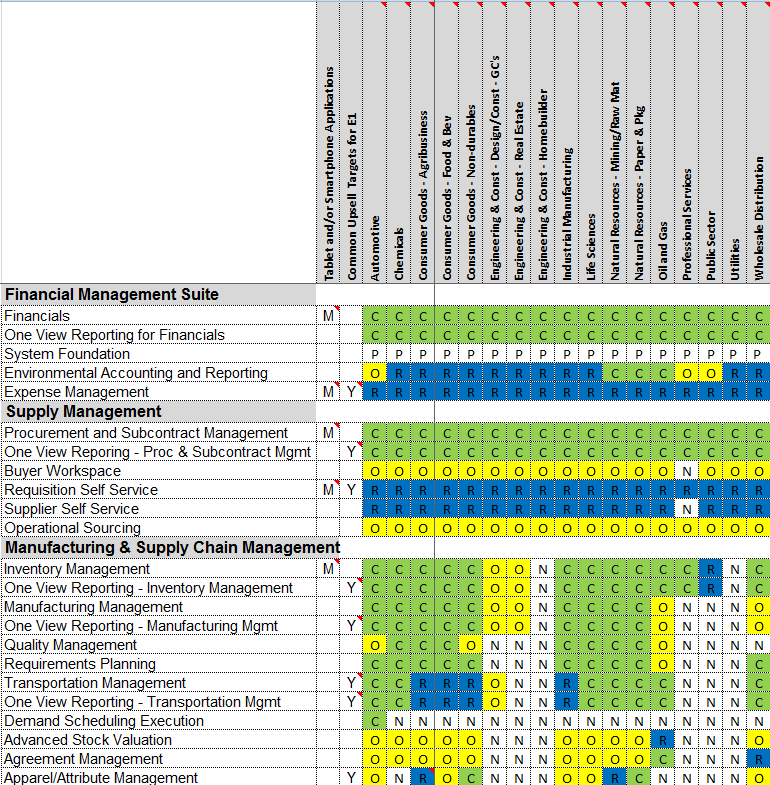 Tablet and/or Smartphone Applications
Common Upsell Targets for E1
Automotive
Chemicals
Consumer Goods - Agribusiness
Consumer Goods - Food & Bev
Consumer Goods - Non-durables
Engineering & Const - Design/Const - GC's
Engineering & Const - Real Estate
Engineering & Const - Homebuilder
Industrial Manufacturing
Life Sciences
Natural Resources - Mining/Raw Mat
Natural Resources - Paper & Pkg
Oil and Gas
Professional Services
Public Sector
Utilities
Wholesale Distribution
Financial Management Suite
Financials M C C C C C C C C C C C C C C C C C
One View Reporting for Financials C C C C C C C C C C C C C C C C C
System Foundation P P P P P P P P P P P P P P P P P
Environmental Accounting and Reporting O R R R R R R R R R C C C O O R R
Expense Management M Y R R R R R R R R R R R R R R R R R
Supply Management
Procurement and Subcontract Management M C C C C C C C C C C C C C C C C C
One View Reporing - Proc & Subcontract Mgmt Y C C C C C C C C C C C C C C C C C
Buyer Workspace O O O O O O O O O O O O O N O O O
Requisition Self Service M Y R R R R R R R R R R R R R R R R R
Supplier Self Service R R R R R R R R R R R R R N R R R
Operational Sourcing O O O O O O O O O O O O O O O O O
Manufacturing & Supply Chain Management
Inventory Management M C C C C C O O N C C C C C C R N C
One View Reporting - Inventory Management Y C C C C C O O N C C C C C C R N C
Manufacturing Management C C C C C O O N C C C C O N N N O
One View Reporting - Manufacturing Mgmt Y C C C C C O O N C C C C O N N N O
Quality Management O C C C O N N N C C C C O N N N N
Requirements Planning C C C C C N N N C C C C O N N N C
Transportation Management Y C C R R R O N N R C C C C N N N C
One View Reporting - Transportation Mgmt Y C C R R R O N N R C C C C N N N C
Demand Scheduling Execution C N N N N N N N N N N N N N N N N
Advanced Stock Valuation O O O O O N N N O O O O R N N N O
Agreement Management O O O O O N N N O O O O C N N N R
Apparel/Attribute Management Y O N R O C N N N O O R C N N N N O